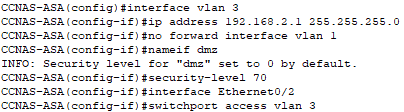 CCNAS-ASA(config)#interface vlan 3
CCNAS-ASA(config-if)#ip address 192.168.2.1 255.255.255.0
CCNAS-ASA(config-if)#no forward interface vlan 1
CCNAS-ASA(config-if)#nameif dmz
INFO: Security level for "dmz" set to 0 by default.
CCNAS-ASA(config-if)#security-level 70
CCNAS-ASA(config-if)#interface Ethernet0/2
CCNAS-ASA(config-if)#switchport access vlan 3